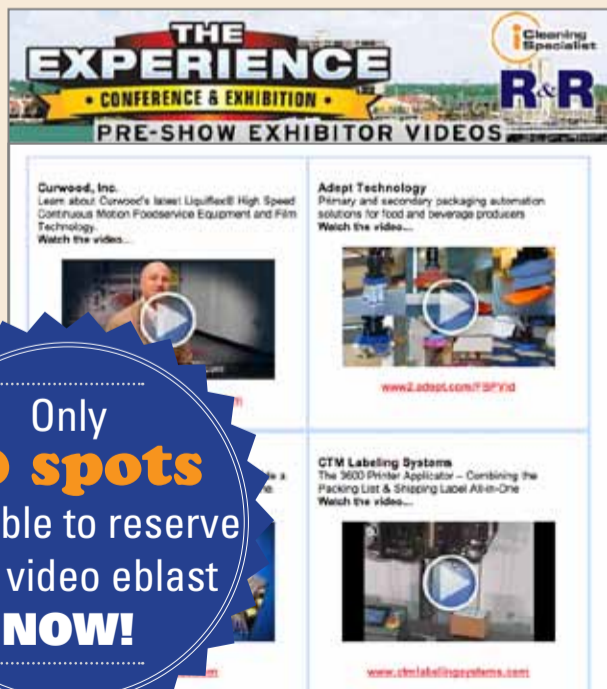 THE
EXPERIENCE
• CONFERENCE & EXHIBITION •
PRE-SHOW EXHIBITOR VIDEOS
iCleaning
Specialist
R&R
Curwood, Inc.
Learn about Curwood's latest Liquiflex® High Speed
Continuous Motion Foodservice Equipment and Film
Technology.
Watch the video...
Adept Technology
Primary and secondary packaging automation
solutions for food and beverage producers
Watch the video...
www2.adept.com/FSPVid
CTM Labeling Systems
The 3600 Printer Applicator – Combining the
Packing List & Shipping Label All-in-One
Watch the video...
www.ctmlabelingsystems.com
Only
spots
ble to reserve
video eblast
NOW!